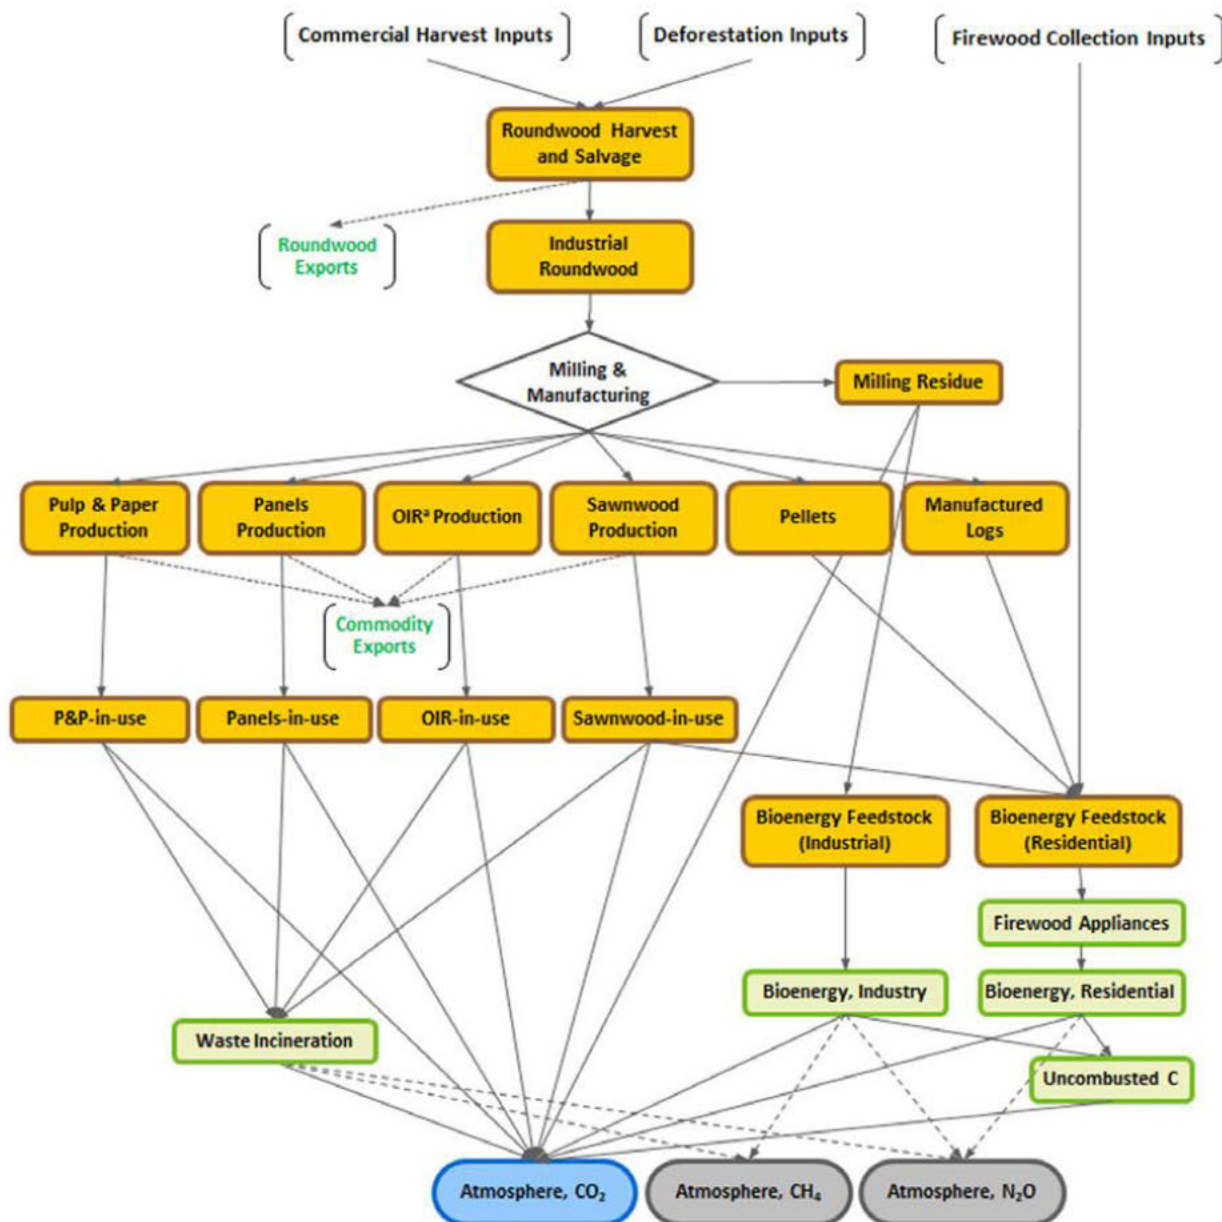 Commercial Harvest Inputs
Deforestation Inputs
Firewood Collection Inputs
Roundwood Harvest
and Salvage
Roundwood
Exports
Industrial
Roundwood
Milling &
Manufacturing
Milling Residue
Pulp & Paper
Production
Panels
Production
OIRª Production
Sawnwood
Production
Pellets
Manufactured
Logs
Commodity
Exports
P&P-in-use
Panels-in-use
OIR-in-use
Sawnwood-in-use
Bioenergy Feedstock
(Industrial)
Bioenergy Feedstock
(Residential)
Firewood Appliances
Bioenergy, Industry
Bioenergy, Residential
Waste Incineration
Uncombusted C
Atmosphere, CO₂
Atmosphere, CH₄
Atmosphere, N₂O